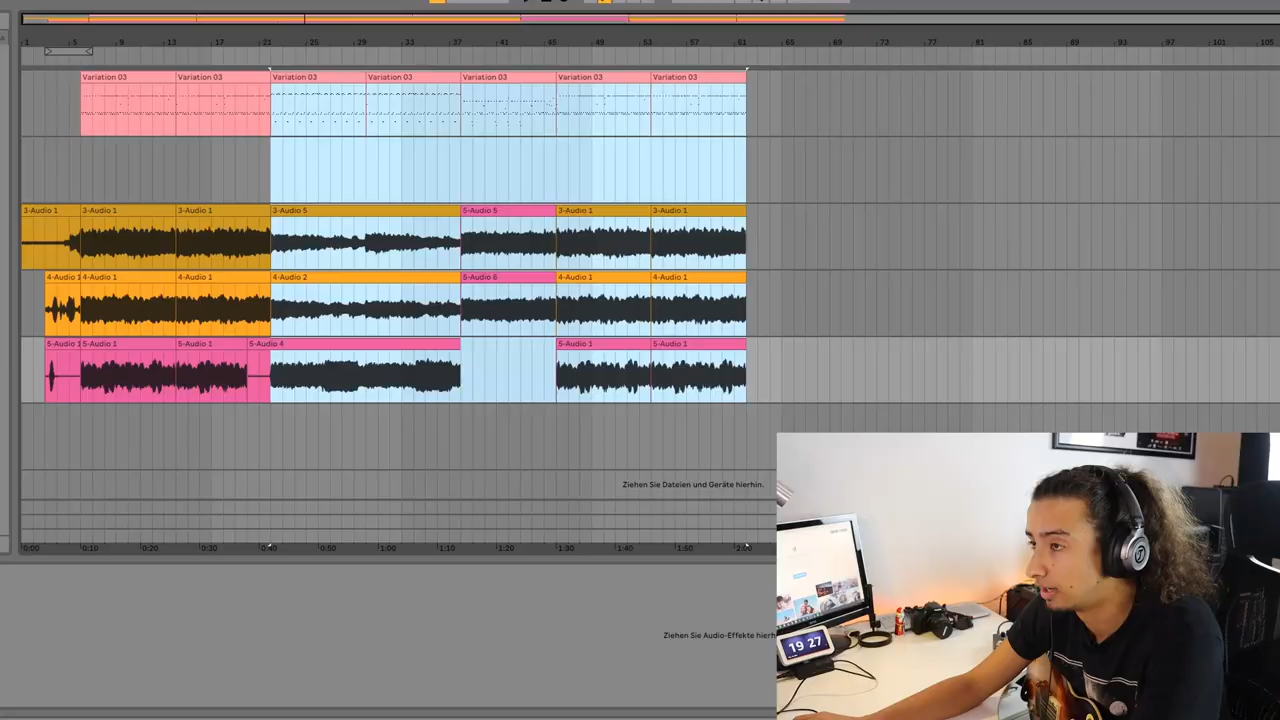 1 5 9 13 17 21 25 29 33 37 41 45 49 53 57 61 65 69 73 77 81 85 89 93 97 101 105
Variation 03 Variation 03 Variation 03 Variation 03 Variation 03 Variation 03 Variation 03
3-Audio 1 3-Audio 1 3-Audio 1 3-Audio 5 5-Audio 5 3-Audio 1 3-Audio 1
4-Audio 1 4-Audio 1 4-Audio 1 4-Audio 2 5-Audio 6 4-Audio 1 4-Audio 1
5-Audio 1 5-Audio 1 5-Audio 1 5-Audio 4 5-Audio 1 5-Audio 1
Ziehen Sie Dateien und Geräte hierhin.
0:00 0:10 0:20 0:30 0:40 0:50 1:00 1:10 1:20 1:30 1:40 1:50 2:00
Ziehen Sie Audio-Effekte hierh
19 27